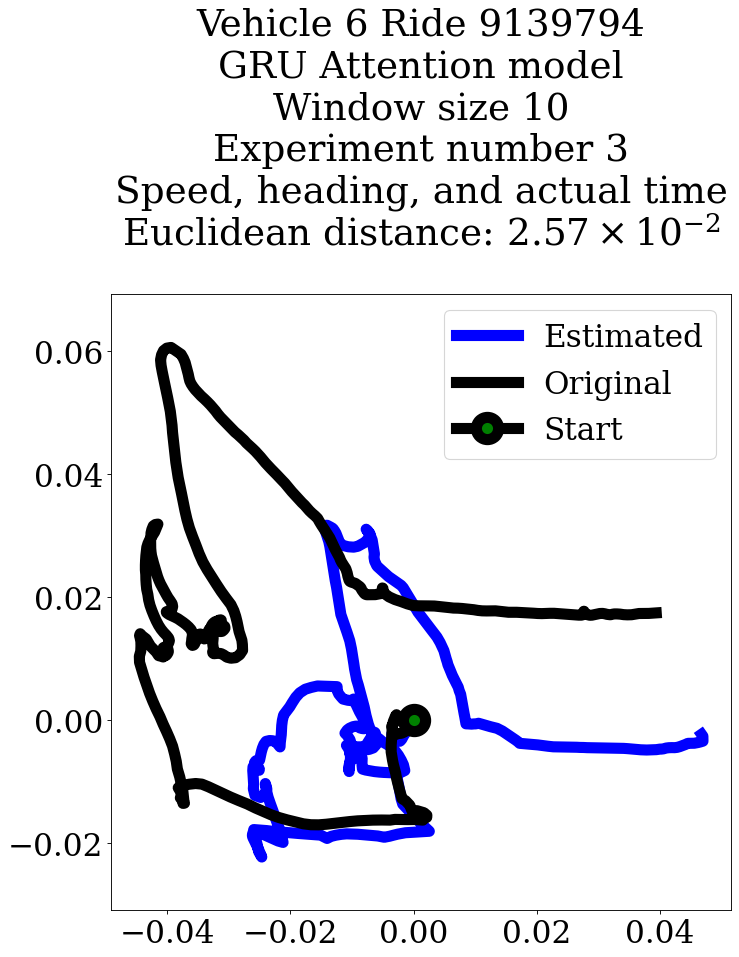 Vehicle 6 Ride 9139794
GRU Attention model
Window size 10
Experiment number 3
Speed, heading, and actual time
Euclidean distance: 2.57 × 10⁻²
Estimated
Original
Start
0.06
0.04
0.02
0.00
−0.02
−0.04 −0.02 0.00 0.02 0.04